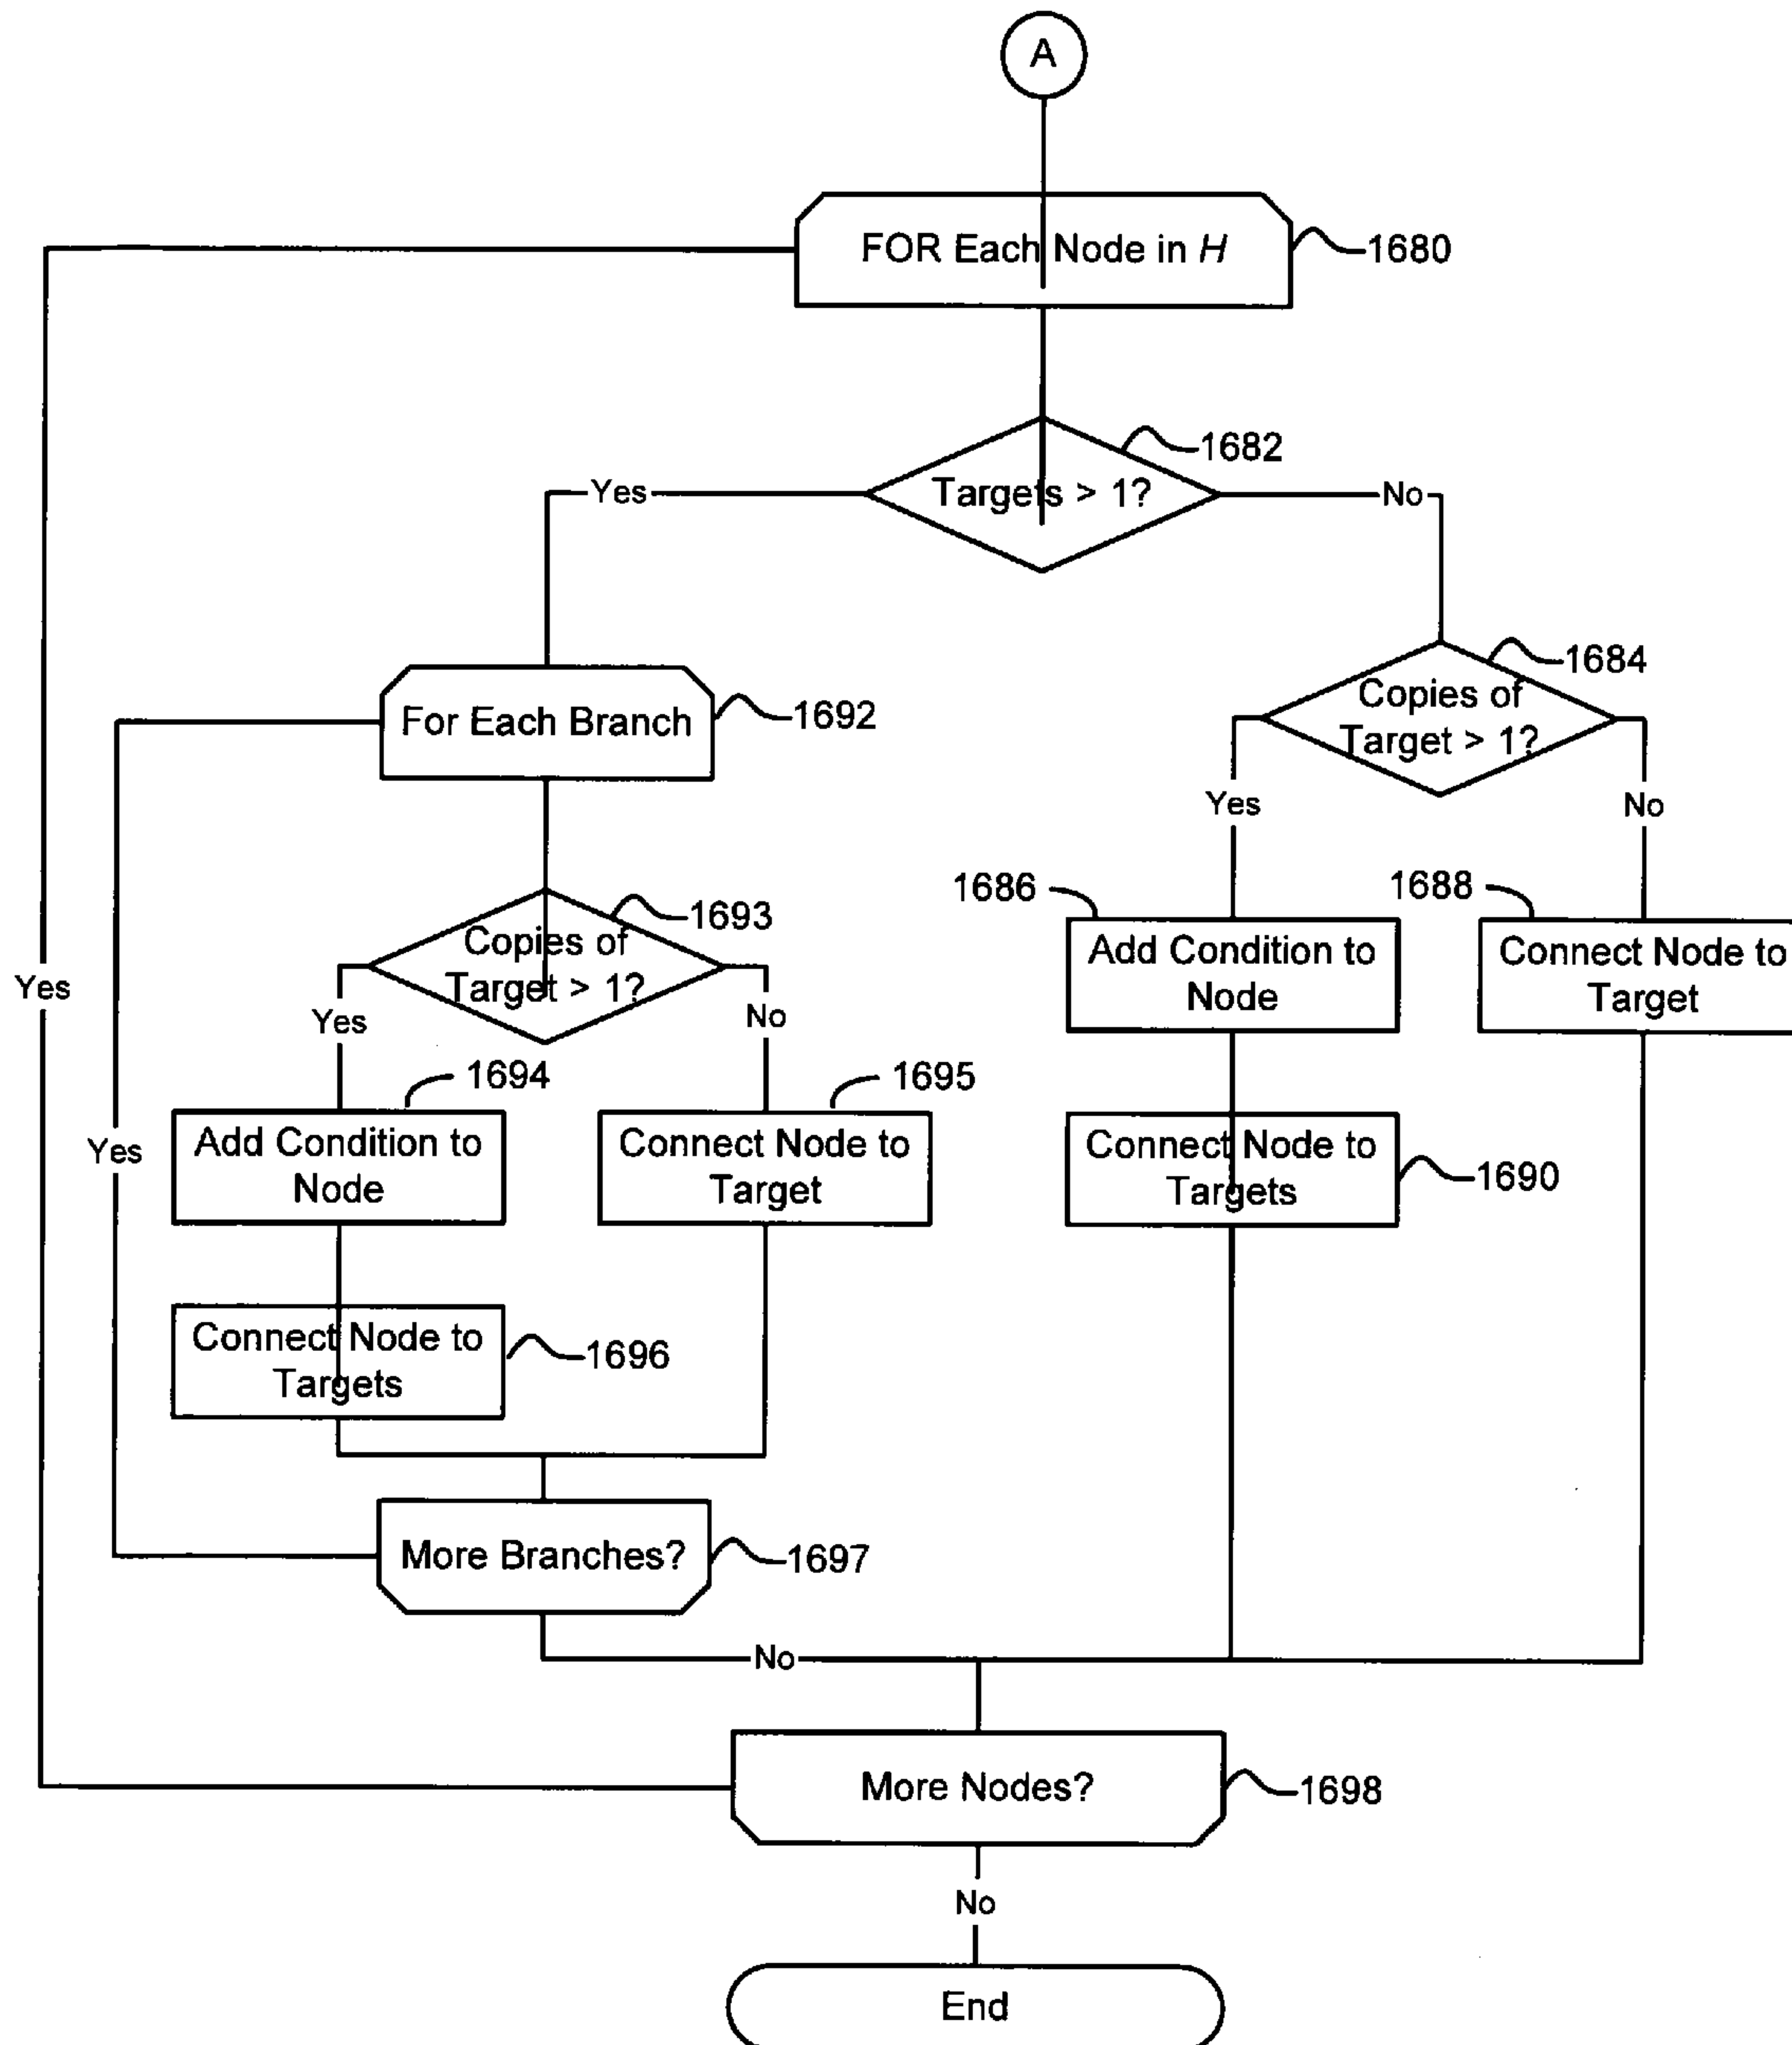 A
FOR Each Node in H
1680
1682
Targets > 1?
Yes
No
1684
Copies of
Target > 1?
For Each Branch
1692
Yes
No
1686
1688
1693
Copies of
Target > 1?
Add Condition to
Node
Connect Node to
Target
Yes
Yes
No
1694
1695
Yes
Add Condition to
Node
Connect Node to
Target
Connect Node to
Targets
1690
Connect Node to
Targets
1696
More Branches?
1697
No
More Nodes?
1698
No
End